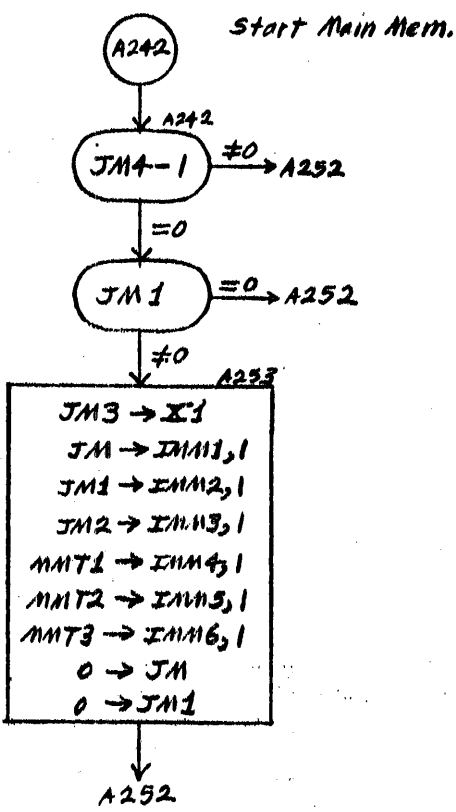 Start Main Mem.
A242
A242
JM4-1
≠0
A252
=0
JM1
=0
A252
≠0
A253
JM3 → X1
JM → IMM1,1
JM1 → IMM2,1
JM2 → IMM3,1
MMT1 → IMM4,1
MMT2 → IMM5,1
MMT3 → IMM6,1
0 → JM
0 → JM1
A252